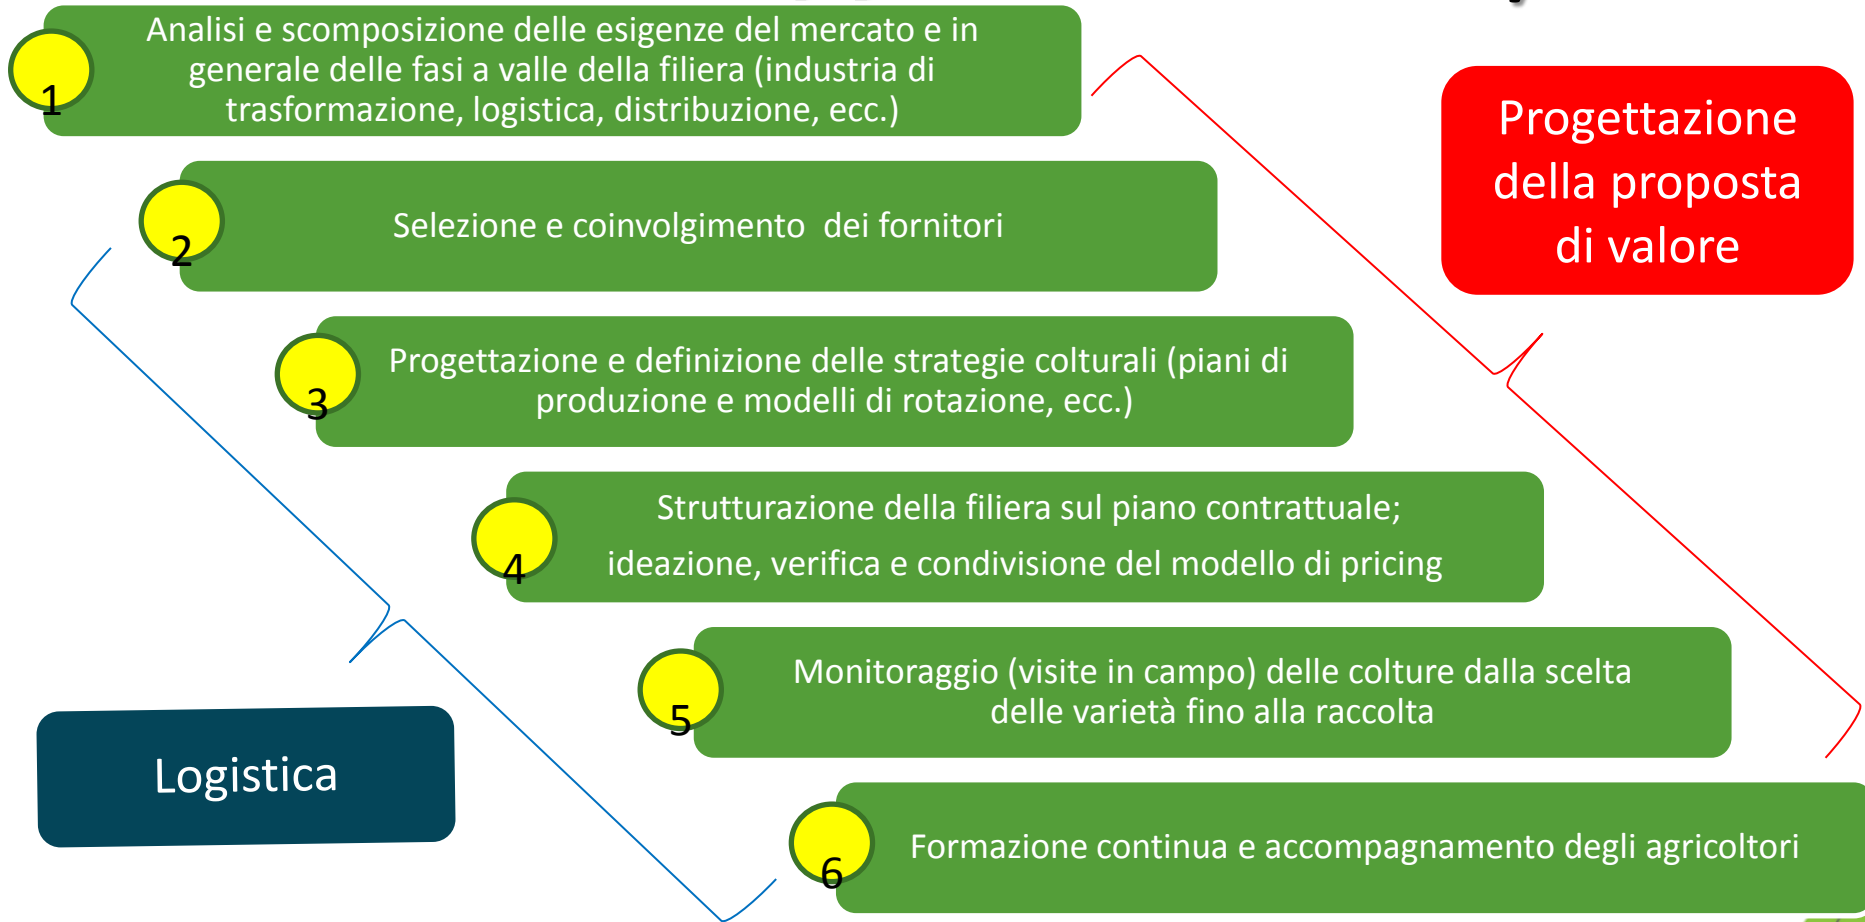 1
Analisi e scomposizione delle esigenze del mercato e in
generale delle fasi a valle della filiera (industria di
trasformazione, logistica, distribuzione, ecc.)
Progettazione
della proposta
di valore
2
Selezione e coinvolgimento dei fornitori
3
Progettazione e definizione delle strategie colturali (piani di
produzione e modelli di rotazione, ecc.)
4
Strutturazione della filiera sul piano contrattuale;
ideazione, verifica e condivisione del modello di pricing
5
Monitoraggio (visite in campo) delle colture dalla scelta
delle varietà fino alla raccolta
Logistica
6
Formazione continua e accompagnamento degli agricoltori